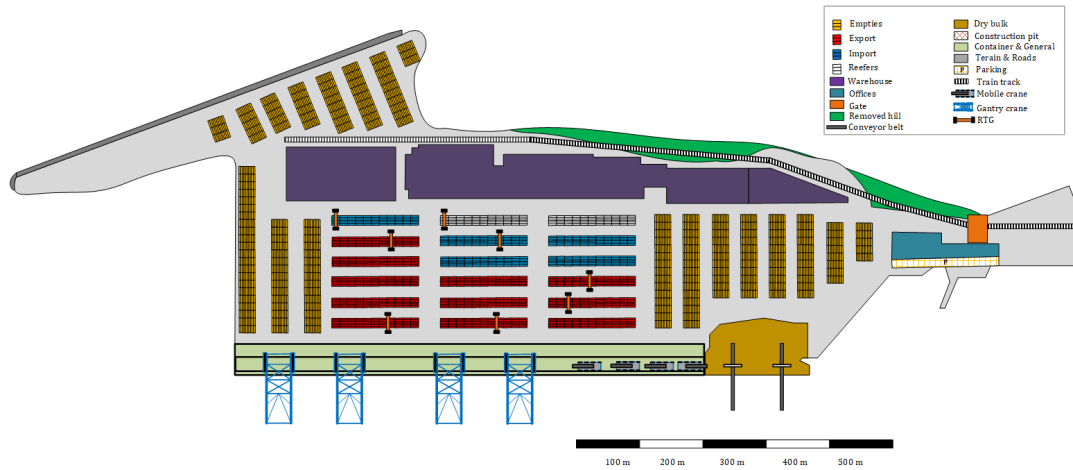 Empties
Export
Import
Reefers
Warehouse
Offices
Gate
Removed hill
Conveyor belt
Dry bulk
Construction pit
Container & General
Terain & Roads
P
Parking
Train track
Mobile crane
Gantry crane
RTG
P
100 m 200 m 300 m 400 m 500 m